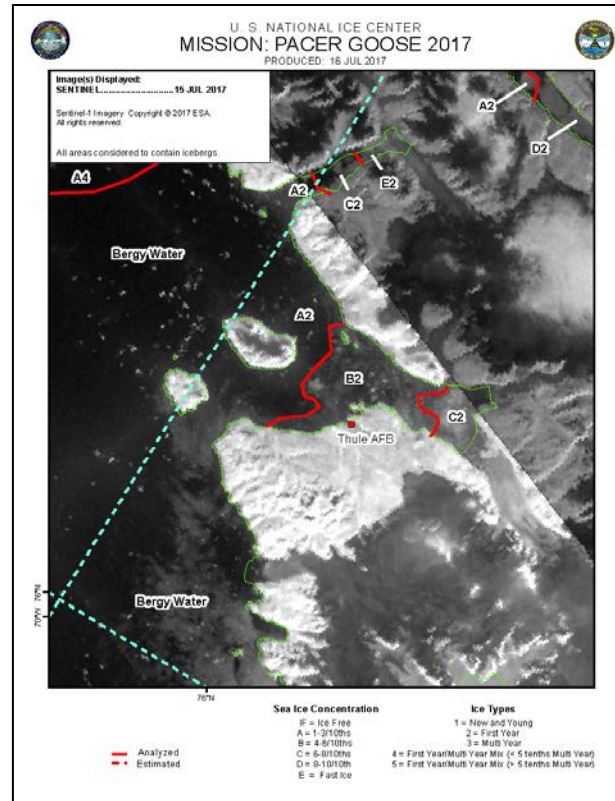 U. S. NATIONAL ICE CENTER
MISSION: PACER GOOSE 2017
PRODUCED: 16 JUL 2017
Image(s) Displayed:
SENTINEL..............................15 JUL 2017
Sentinel-1 Imagery Copyright © 2017 ESA.
All rights reserved.
All areas considered to contain icebergs.
A2
D2
A4
A2
C2
E2
Bergy Water
A2
B2
C2
Thule AFB
Bergy Water
76°N
70°W
76°N
Sea Ice Concentration
IF = Ice Free
A = 1-3/10ths
B = 4-6/10ths
C = 6-8/10ths
D = 8-10/10ths
E = Fast Ice
Ice Types
1 = New and Young
2 = First Year
3 = Multi Year
4 = First Year/Multi Year Mix (< 5 tenths Multi Year)
5 = First Year/Multi Year Mix (> 5 tenths Multi Year)
Analyzed
Estimated